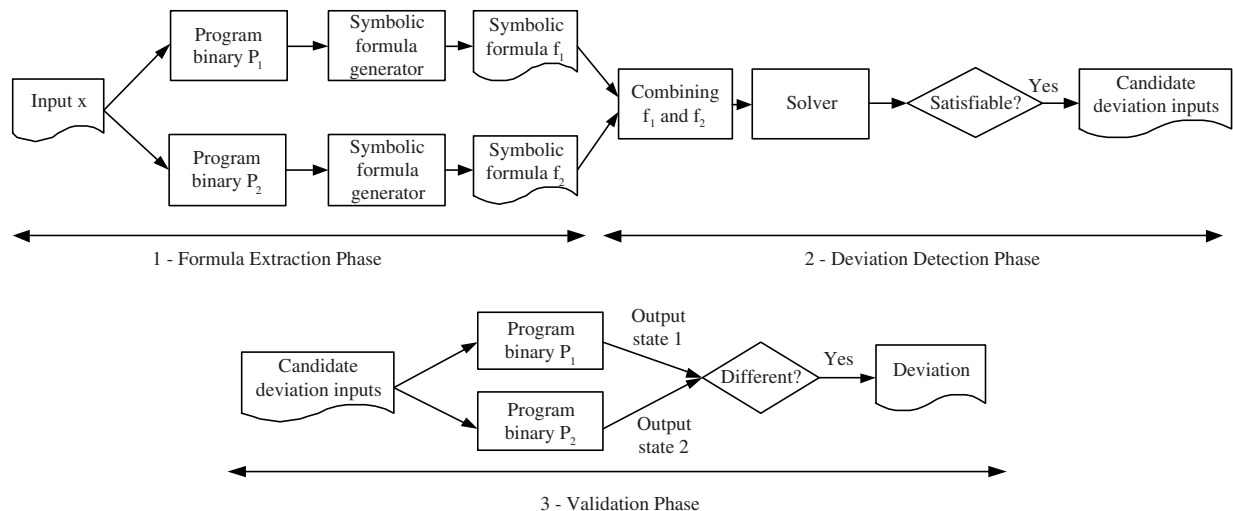 Input x
Program
binary P₁
Symbolic
formula
generator
Symbolic
formula f₁
Program
binary P₂
Symbolic
formula
generator
Symbolic
formula f₂
Combining
f₁ and f₂
Solver
Satisfiable?
Yes
Candidate
deviation inputs
1 - Formula Extraction Phase
2 - Deviation Detection Phase
Candidate
deviation inputs
Program
binary P₁
Program
binary P₂
Output
state 1
Output
state 2
Different?
Yes
Deviation
3 - Validation Phase